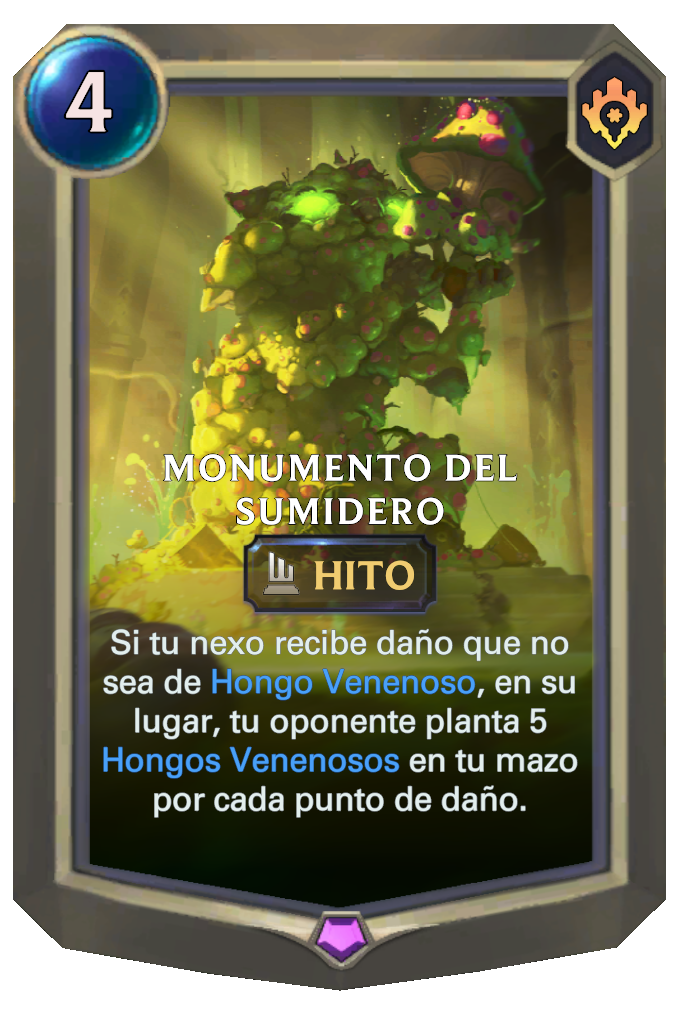 4
MONUMENTO DEL
SUMIDERO
HITO
Si tu nexo recibe daño que no
sea de Hongo Venenoso, en su
lugar, tu oponente planta 5
Hongos Venenosos en tu mazo
por cada punto de daño.